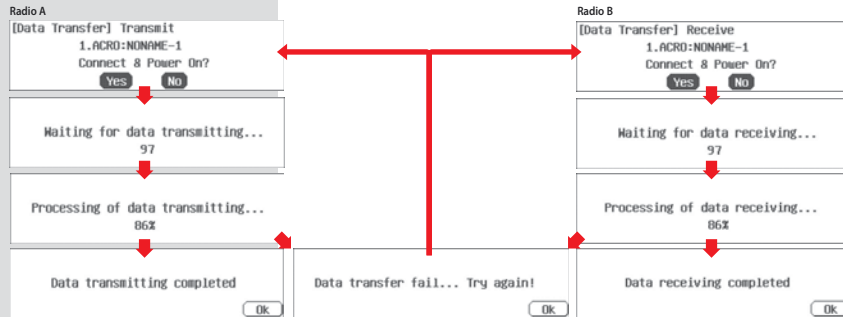 Radio A
[Data Transfer] Transmit
1.ACRO:NONAME-1
Connect & Power On?
Yes No
Waiting for data transmitting...
97
Processing of data transmitting...
86%
Data transmitting completed
Ok
Data transfer fail... Try again!
Ok
Radio B
[Data Transfer] Receive
1.ACRO:NONAME-1
Connect & Power On?
Yes No
Waiting for data receiving...
97
Processing of data receiving...
86%
Data receiving completed
Ok